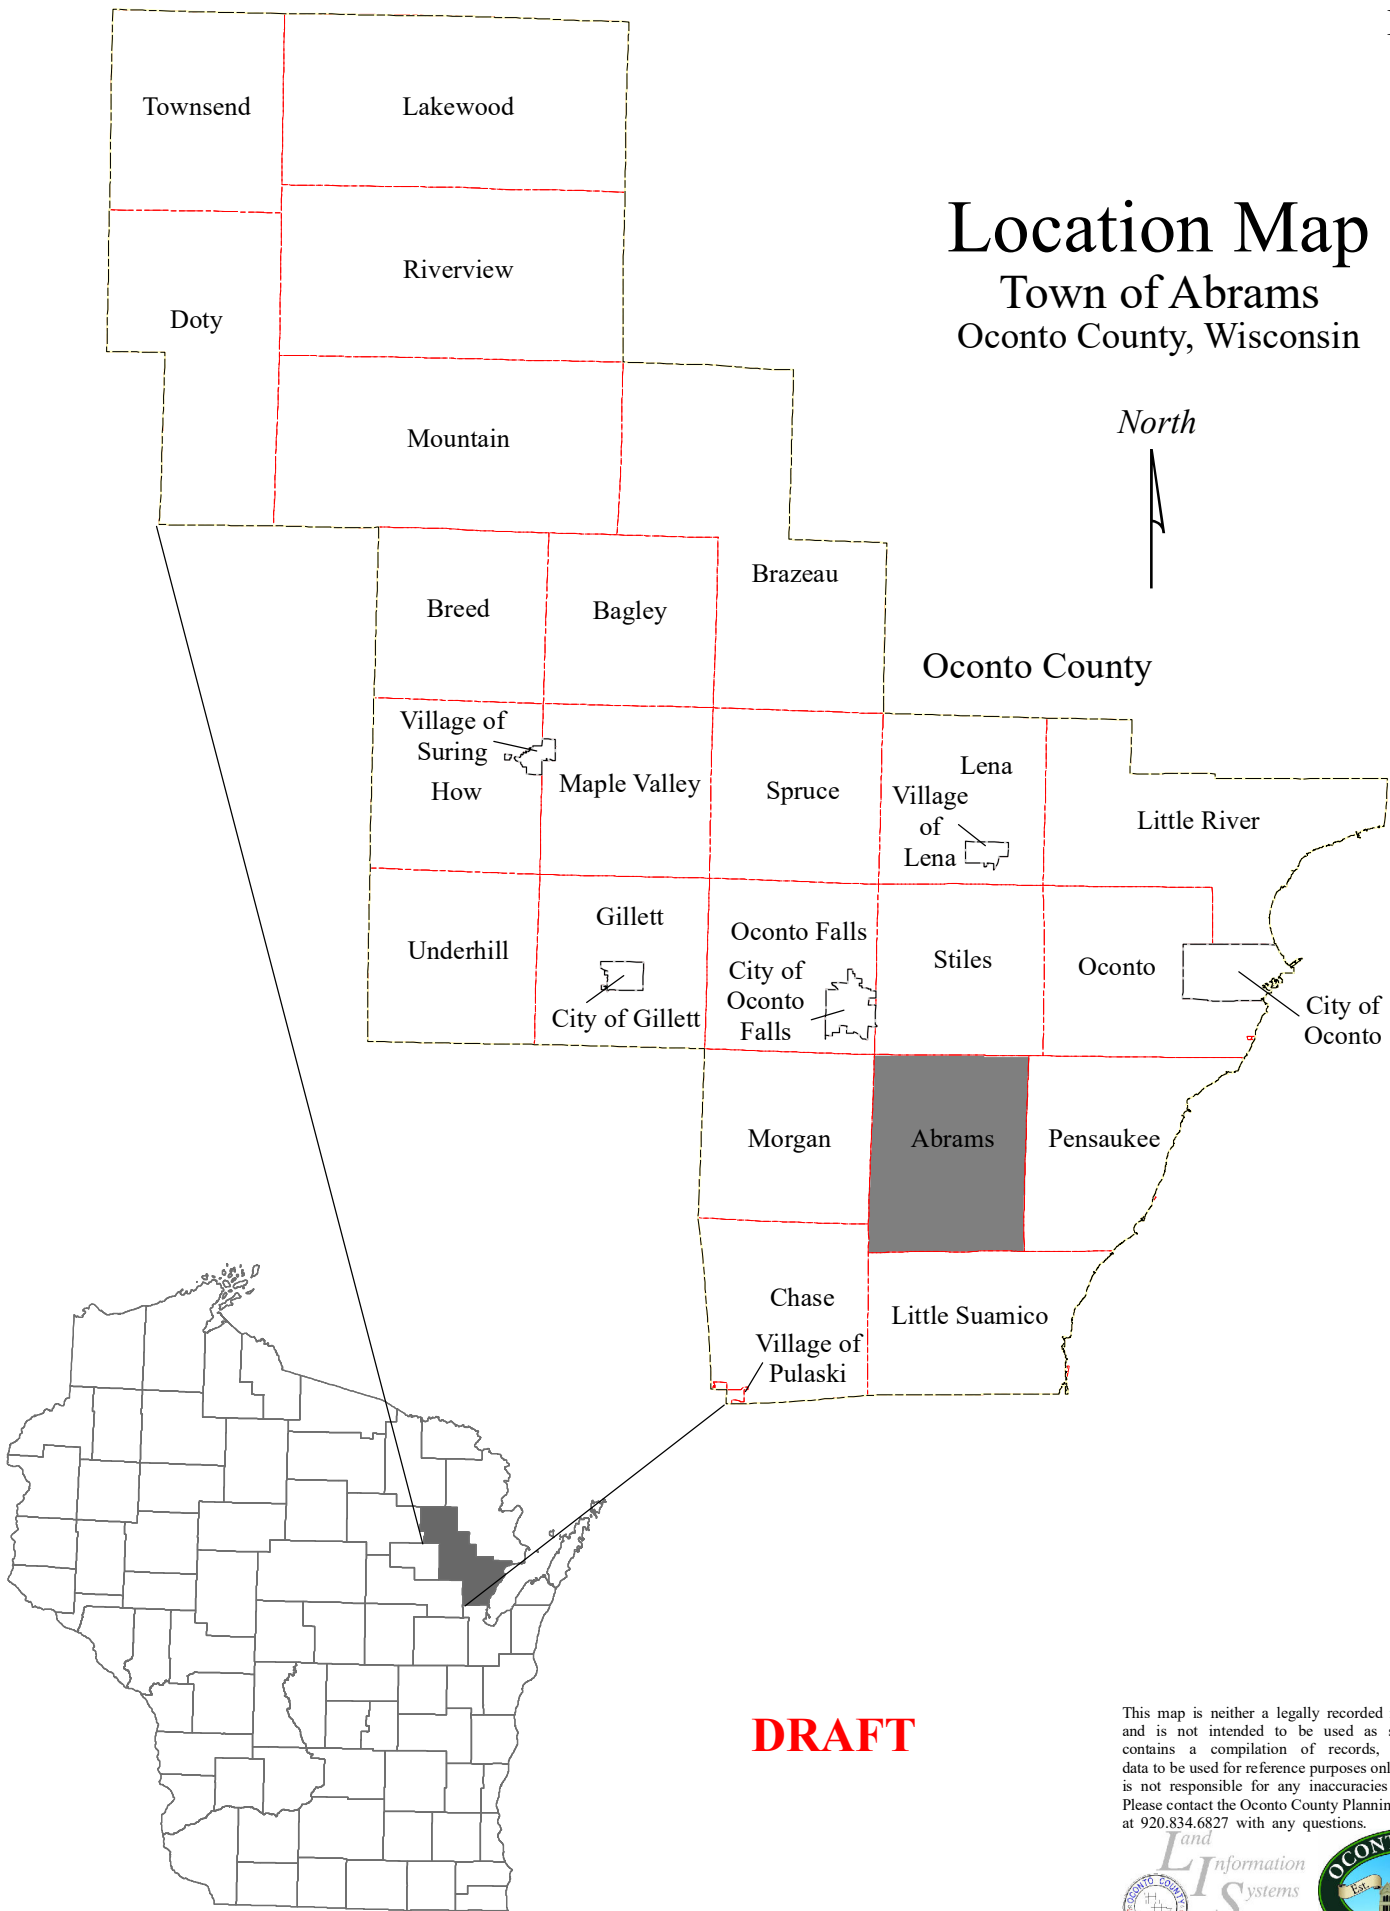 Location Map
Town of Abrams
Oconto County, Wisconsin
North
Townsend
Lakewood
Riverview
Doty
Mountain
Brazeau
Breed
Bagley
Oconto County
Village of
Suring
How
Maple Valley
Spruce
Lena
Village
of
Lena
Little River
Underhill
Gillett
City of Gillett
Oconto Falls
City of
Oconto
Falls
Stiles
Oconto
City of
Oconto
Morgan
Abrams
Pensaukee
Chase
Village of
Pulaski
Little Suamico
DRAFT
This map is neither a legally recorded
and is not intended to be used as
contains a compilation of records,
data to be used for reference purposes
is not responsible for any inaccuracies
Please contact the Oconto County
at 920.834.6827 with any questions.
Land
Information
Systems
OCONTO COUNTY
Est.